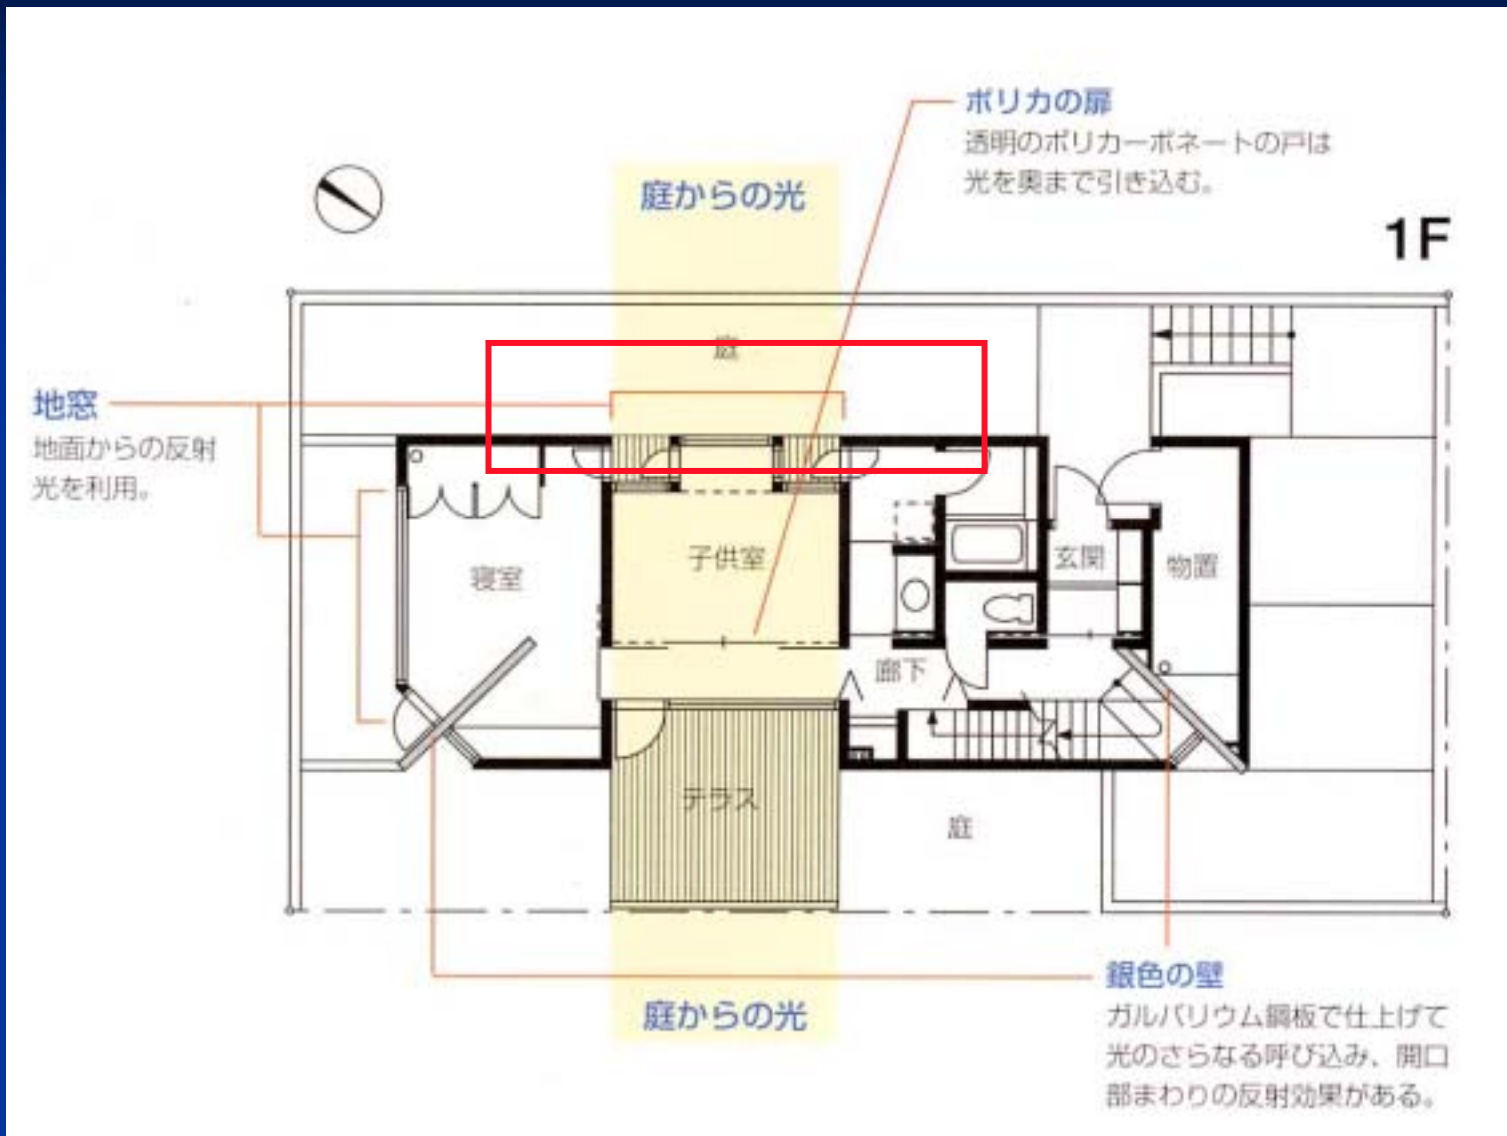 ポリカの扉
透明のポリカーボネートの戸は
光を奥まで引き込む。
庭からの光
1F
庭
地窓
地面からの反射
光を利用。
寝室
子供室
玄関
物置
廊下
テラス
庭
銀色の壁
ガルバリウム鋼板で仕上げて
光のさらなる呼び込み、開口
部まわりの反射効果がある。
庭からの光